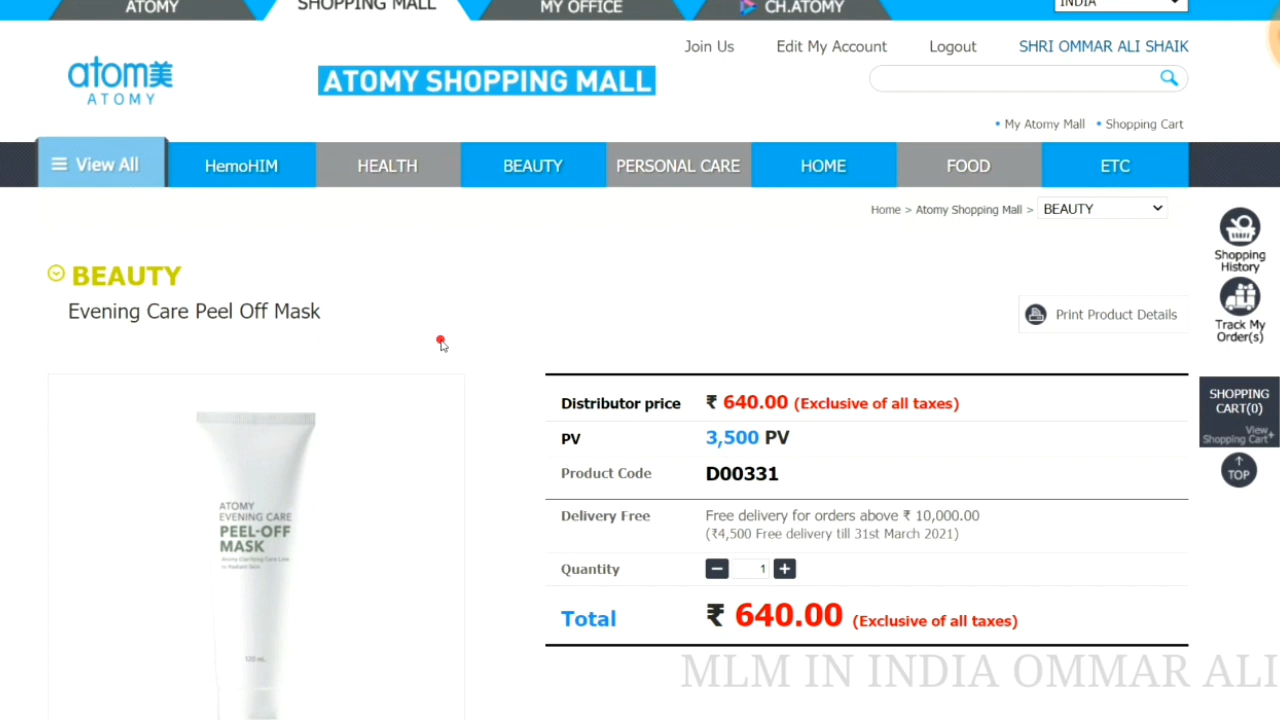 ATOMY
SHOPPING MALL
MY OFFICE
CH.ATOMY
INDIA
Join Us
Edit My Account
Logout
SHRI OMMAR ALI SHAIK
atom美
ATOMY
ATOMY SHOPPING MALL
• My Atomy Mall
• Shopping Cart
View All
HemoHIM
HEALTH
BEAUTY
PERSONAL CARE
HOME
FOOD
ETC
Home > Atomy Shopping Mall >
BEAUTY
Shopping
History
BEAUTY
Evening Care Peel Off Mask
Print Product Details
Track My
Order(s)
Distributor price ₹ 640.00 (Exclusive of all taxes)
PV 3,500 PV
Product Code D00331
SHOPPING
CART(0)
View
Shopping Cart+
↑
TOP
Delivery Free Free delivery for orders above ₹ 10,000.00
(₹4,500 Free delivery till 31st March 2021)
Quantity − 1 +
Total ₹ 640.00 (Exclusive of all taxes)
ATOMY
EVENING CARE
PEEL-OFF
MASK
120 mL
MLM IN INDIA OMMAR ALI